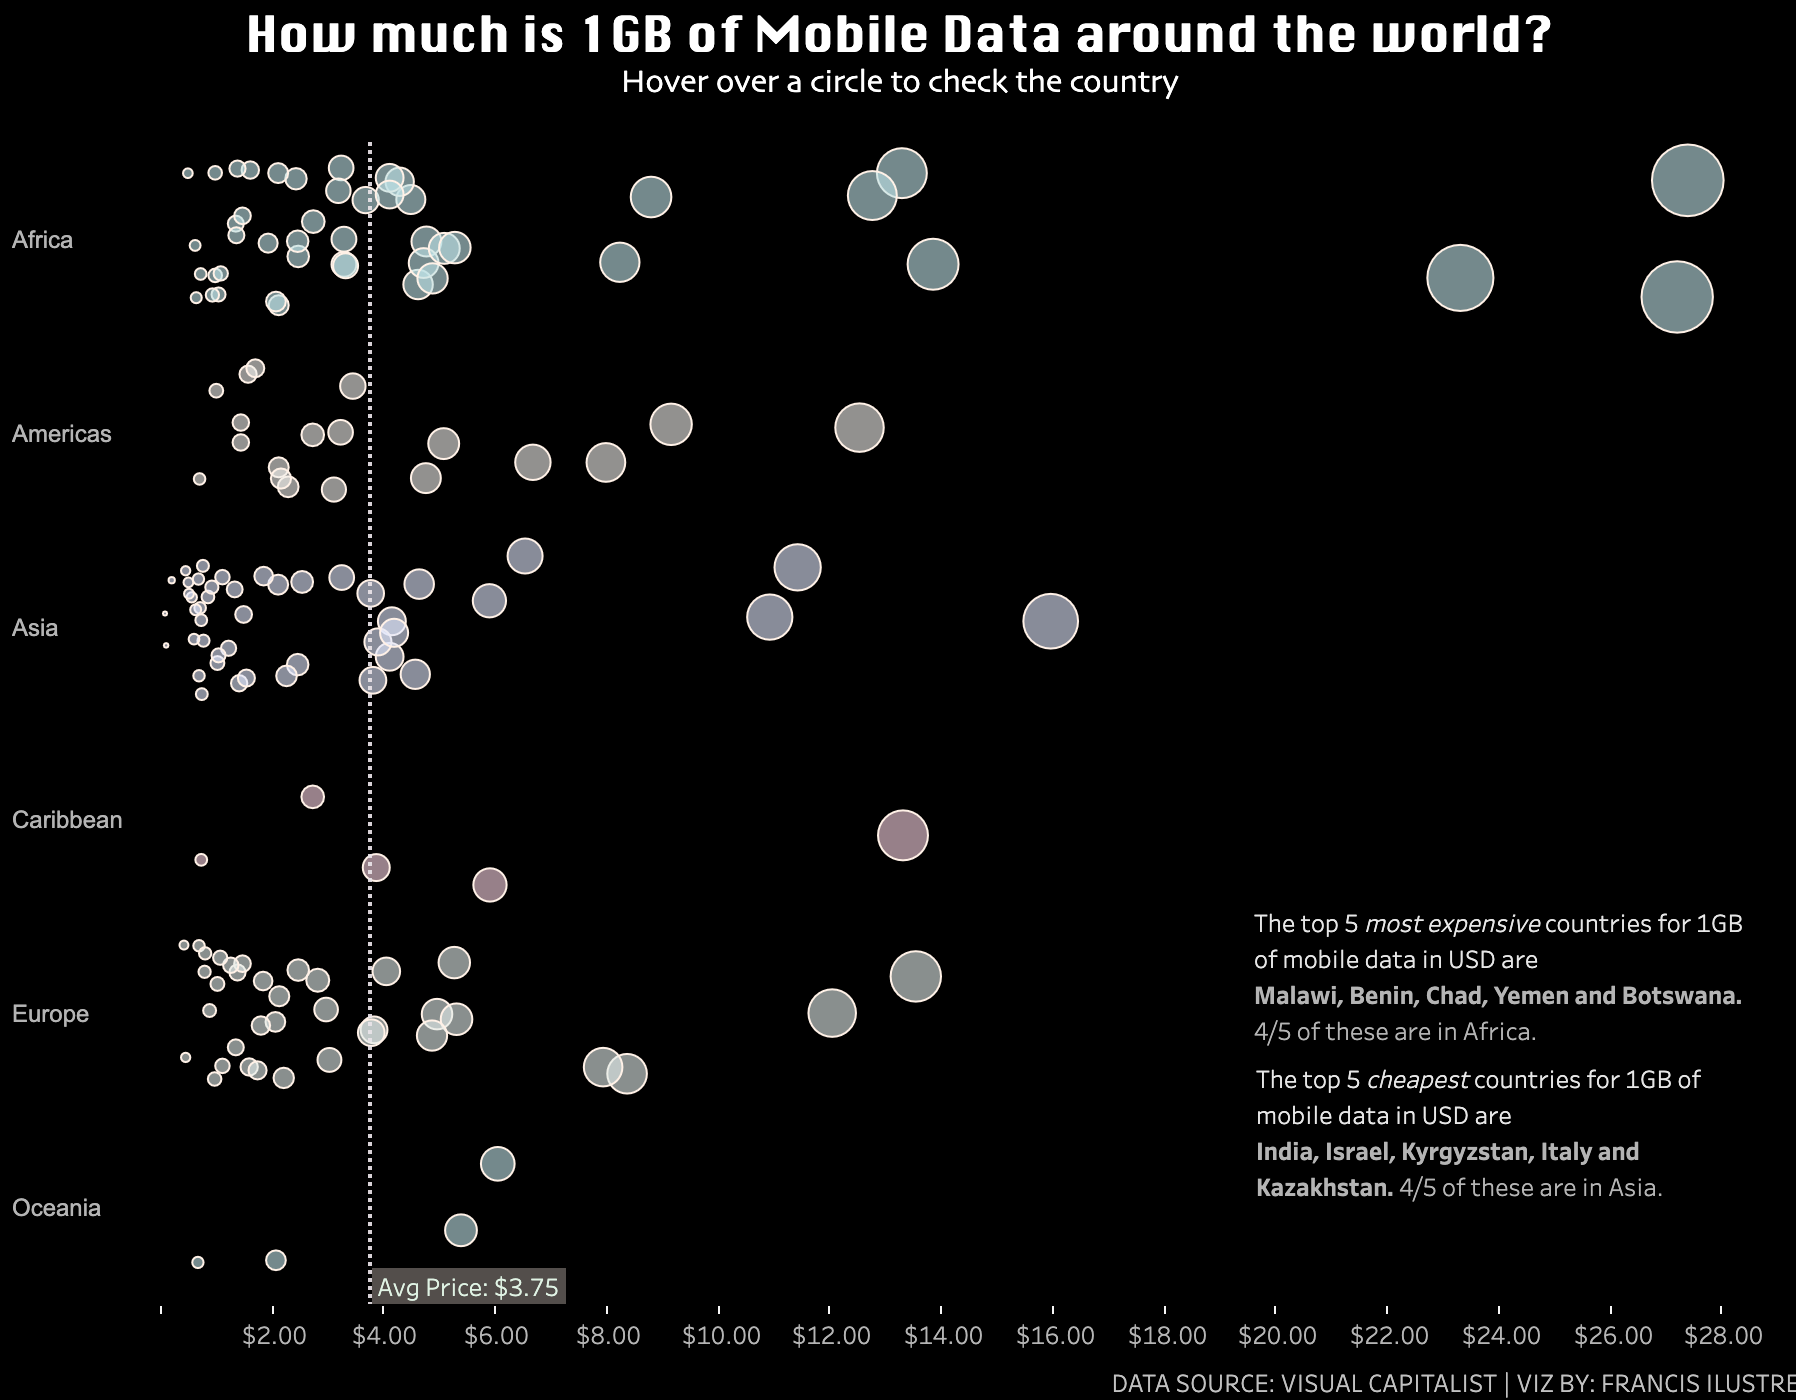 How much is 1GB of Mobile Data around the world?
Hover over a circle to check the country
Africa
Americas
Asia
Caribbean
Europe
Oceania
The top 5 most expensive countries for 1GB
of mobile data in USD are
Malawi, Benin, Chad, Yemen and Botswana.
4/5 of these are in Africa.
The top 5 cheapest countries for 1GB of
mobile data in USD are
India, Israel, Kyrgyzstan, Italy and
Kazakhstan. 4/5 of these are in Asia.
Avg Price: $3.75
$2.00 $4.00 $6.00 $8.00 $10.00 $12.00 $14.00 $16.00 $18.00 $20.00 $22.00 $24.00 $26.00 $28.00
DATA SOURCE: VISUAL CAPITALIST | VIZ BY: FRANCIS ILUSTRE